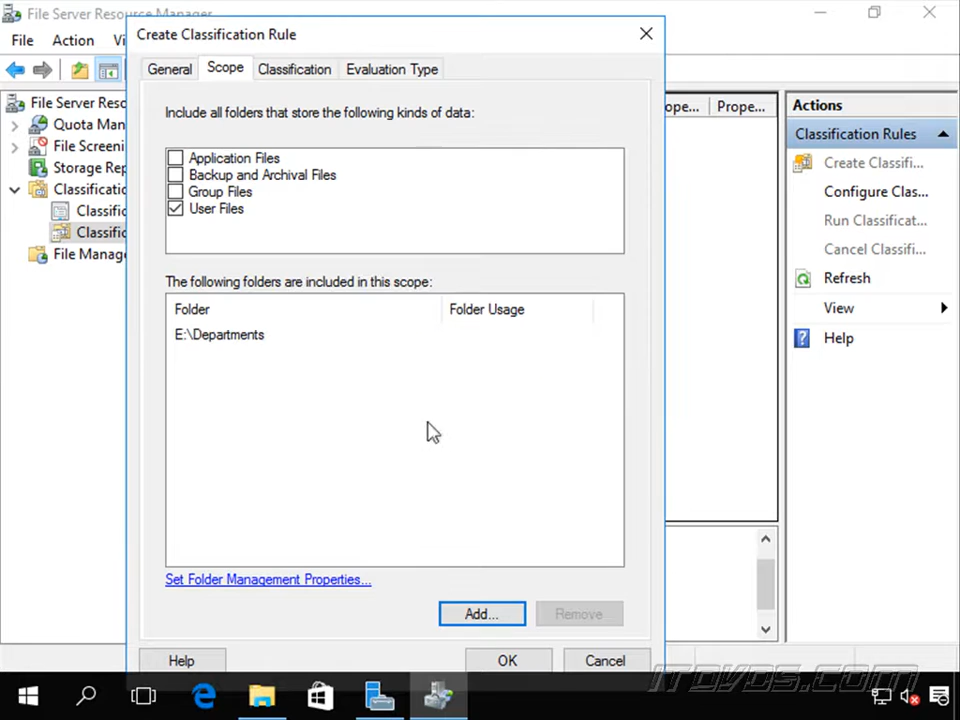 File Server Resource Manager
Create Classification Rule
File
Action
Vi
General
Scope
Classification
Evaluation Type
File Server Reso
Quota Man
File Screeni
Storage Rep
Classificatio
Classific
Classific
File Manage
Include all folders that store the following kinds of data:
Application Files
Backup and Archival Files
Group Files
User Files
The following folders are included in this scope:
Folder
Folder Usage
E:\Departments
Set Folder Management Properties...
Add...
Remove
Help
OK
Cancel
ope...
Prope...
Actions
Classification Rules
Create Classifi...
Configure Clas...
Run Classificat...
Cancel Classifi...
Refresh
View
Help
ITDVDS.COM